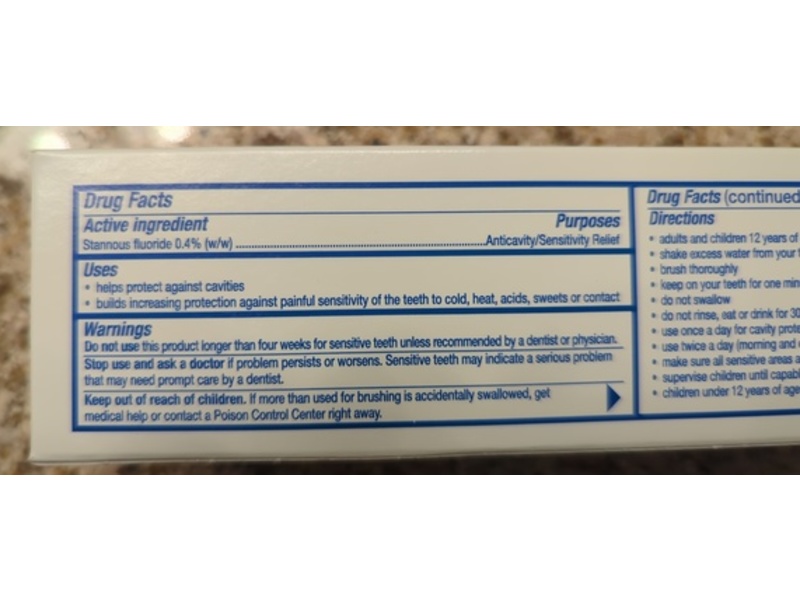 Drug Facts
Active ingredient Purposes
Stannous fluoride 0.4% (w/w) ........ Anticavity/Sensitivity Relief
Uses
• helps protect against cavities
• builds increasing protection against painful sensitivity of the teeth to cold, heat, acids, sweets or contact
Warnings
Do not use this product longer than four weeks for sensitive teeth unless recommended by a dentist or physician.
Stop use and ask a doctor if problem persists or worsens. Sensitive teeth may indicate a serious problem
that may need prompt care by a dentist.
Keep out of reach of children. If more than used for brushing is accidentally swallowed, get
medical help or contact a Poison Control Center right away.
Drug Facts (continued
Directions
• adults and children 12 years of
• shake excess water from your
• brush thoroughly
• keep on your teeth for one
• do not swallow
• do not rinse, eat or drink for 30
• use once a day for cavity
• use twice a day (morning and
• make sure all sensitive areas
• supervise children until
• children under 12 years of